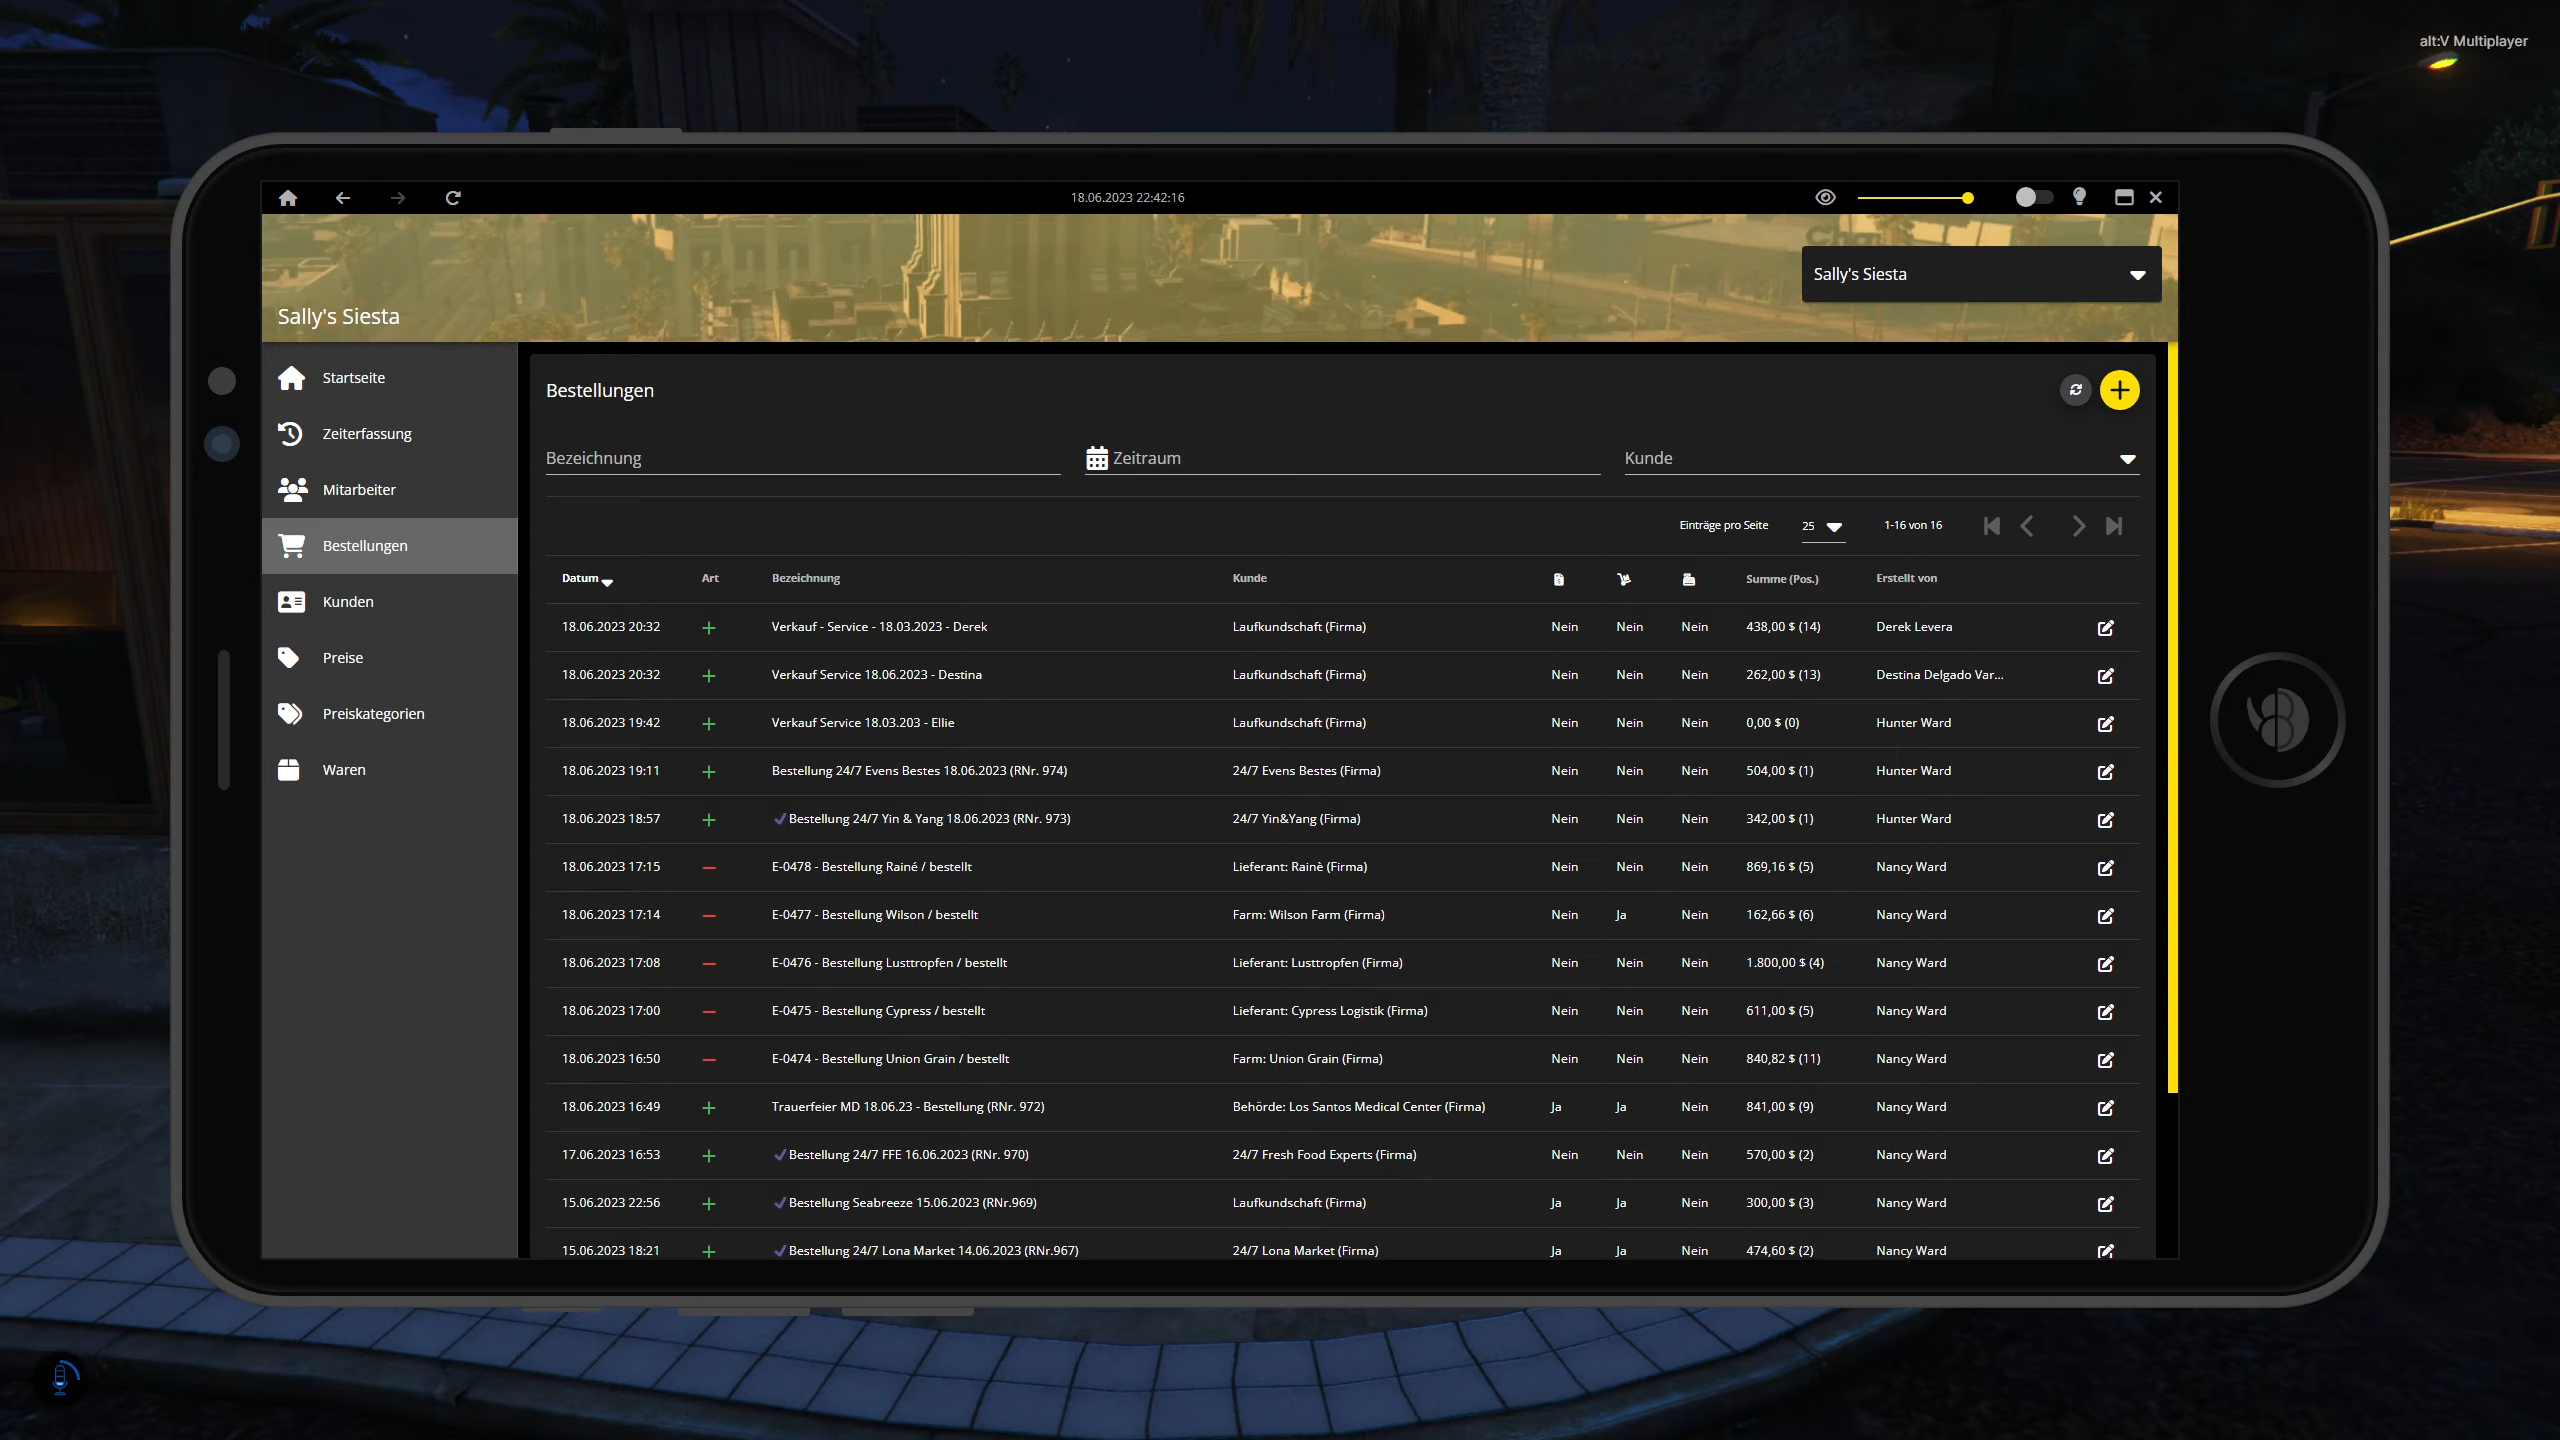 alt:V Multiplayer
18.06.2023 22:42:16
Sally's Siesta
Sally's Siesta
Startseite
Zeiterfassung
Mitarbeiter
Bestellungen
Kunden
Preise
Preiskategorien
Waren
Bestellungen
Bezeichnung Zeitraum Kunde
Einträge pro Seite 25 1-16 von 16
Datum Art Bezeichnung Kunde Summe (Pos.) Erstellt von
18.06.2023 20:32 + Verkauf - Service - 18.03.2023 - Derek Laufkundschaft (Firma) Nein Nein Nein 438,00 $ (14) Derek Levera
18.06.2023 20:32 + Verkauf Service 18.06.2023 - Destina Laufkundschaft (Firma) Nein Nein Nein 262,00 $ (13) Destina Delgado Var...
18.06.2023 19:42 + Verkauf Service 18.03.203 - Ellie Laufkundschaft (Firma) Nein Nein Nein 0,00 $ (0) Hunter Ward
18.06.2023 19:11 + Bestellung 24/7 Evens Bestes 18.06.2023 (RNr. 974) 24/7 Evens Bestes (Firma) Nein Nein Nein 504,00 $ (1) Hunter Ward
18.06.2023 18:57 + ✓Bestellung 24/7 Yin & Yang 18.06.2023 (RNr. 973) 24/7 Yin&Yang (Firma) Nein Nein Nein 342,00 $ (1) Hunter Ward
18.06.2023 17:15 − E-0478 - Bestellung Rainé / bestellt Lieferant: Rainè (Firma) Nein Nein Nein 869,16 $ (5) Nancy Ward
18.06.2023 17:14 − E-0477 - Bestellung Wilson / bestellt Farm: Wilson Farm (Firma) Nein Ja Nein 162,66 $ (6) Nancy Ward
18.06.2023 17:08 − E-0476 - Bestellung Lusttropfen / bestellt Lieferant: Lusttropfen (Firma) Nein Nein Nein 1.800,00 $ (4) Nancy Ward
18.06.2023 17:00 − E-0475 - Bestellung Cypress / bestellt Lieferant: Cypress Logistik (Firma) Nein Nein Nein 611,00 $ (5) Nancy Ward
18.06.2023 16:50 − E-0474 - Bestellung Union Grain / bestellt Farm: Union Grain (Firma) Nein Nein Nein 840,82 $ (11) Nancy Ward
18.06.2023 16:49 + Trauerfeier MD 18.06.23 - Bestellung (RNr. 972) Behörde: Los Santos Medical Center (Firma) Ja Ja Nein 841,00 $ (9) Nancy Ward
17.06.2023 16:53 + ✓Bestellung 24/7 FFE 16.06.2023 (RNr. 970) 24/7 Fresh Food Experts (Firma) Nein Nein Nein 570,00 $ (2) Nancy Ward
15.06.2023 22:56 + ✓Bestellung Seabreeze 15.06.2023 (RNr.969) Laufkundschaft (Firma) Ja Ja Nein 300,00 $ (3) Nancy Ward
15.06.2023 18:21 + ✓Bestellung 24/7 Lona Market 14.06.2023 (RNr.967) 24/7 Lona Market (Firma) Ja Ja Nein 474,60 $ (2) Nancy Ward